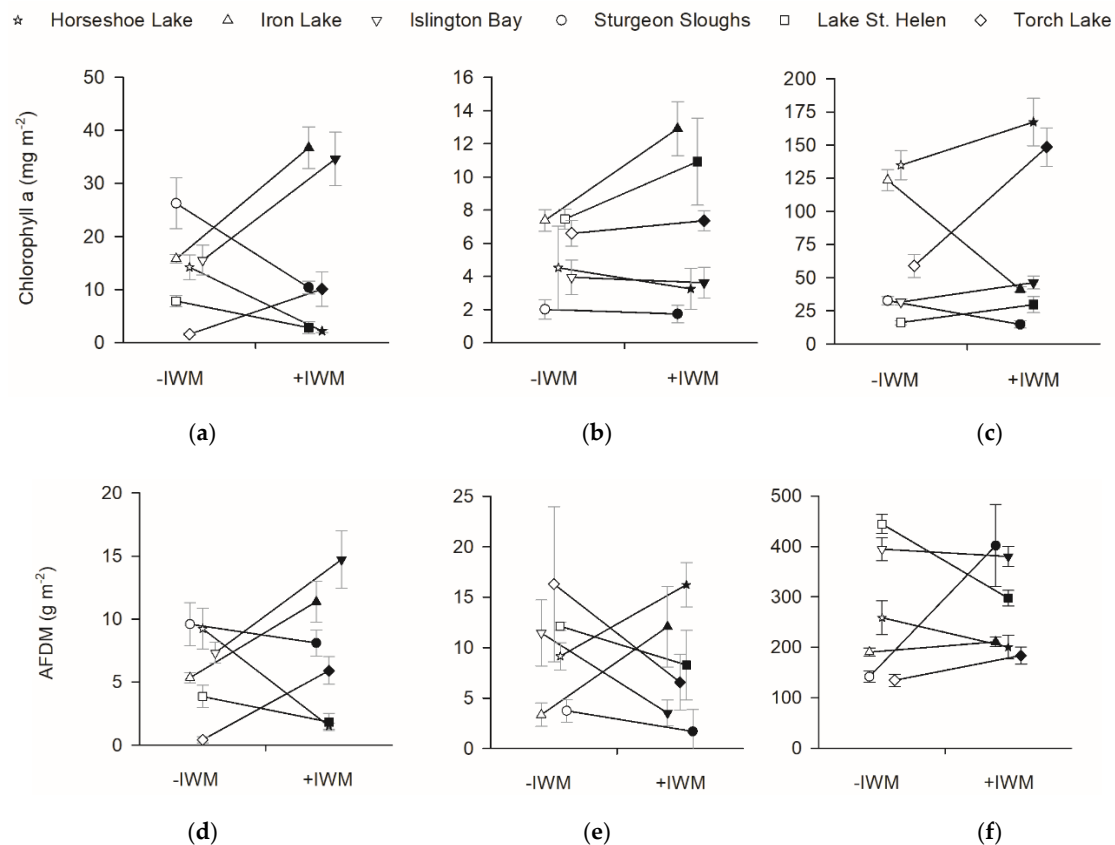 Horseshoe Lake Iron Lake Islington Bay Sturgeon Sloughs Lake St. Helen Torch Lake
Chlorophyll a (mg m-2)
50
40
30
20
10
0
-IWM +IWM
(a)
16
14
12
10
8
6
4
2
0
-IWM +IWM
(b)
200
175
150
125
100
75
50
25
0
-IWM +IWM
(c)
AFDM (g m-2)
20
15
10
5
0
-IWM +IWM
(d)
25
20
15
10
5
0
-IWM +IWM
(e)
500
400
300
200
100
0
-IWM +IWM
(f)